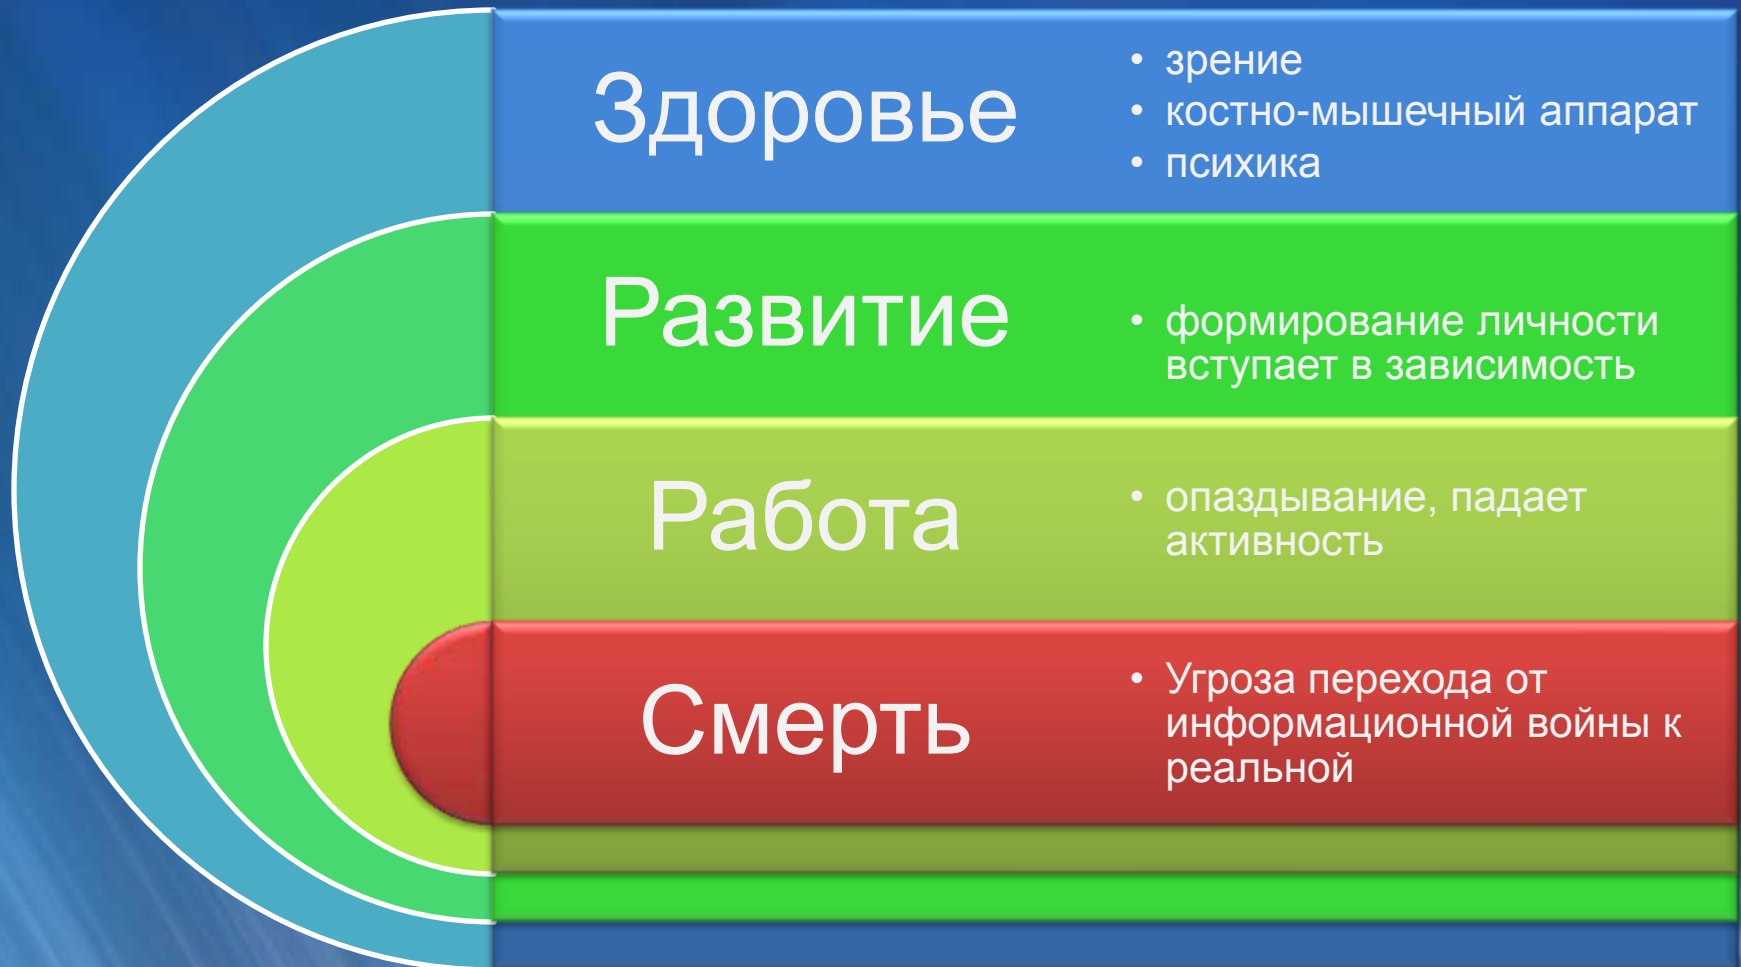 Здоровье
• зрение
• костно-мышечный аппарат
• психика
Развитие
• формирование личности
вступает в зависимость
Работа
• опаздывание, падает
активность
Смерть
• Угроза перехода от
информационной войны к
реальной